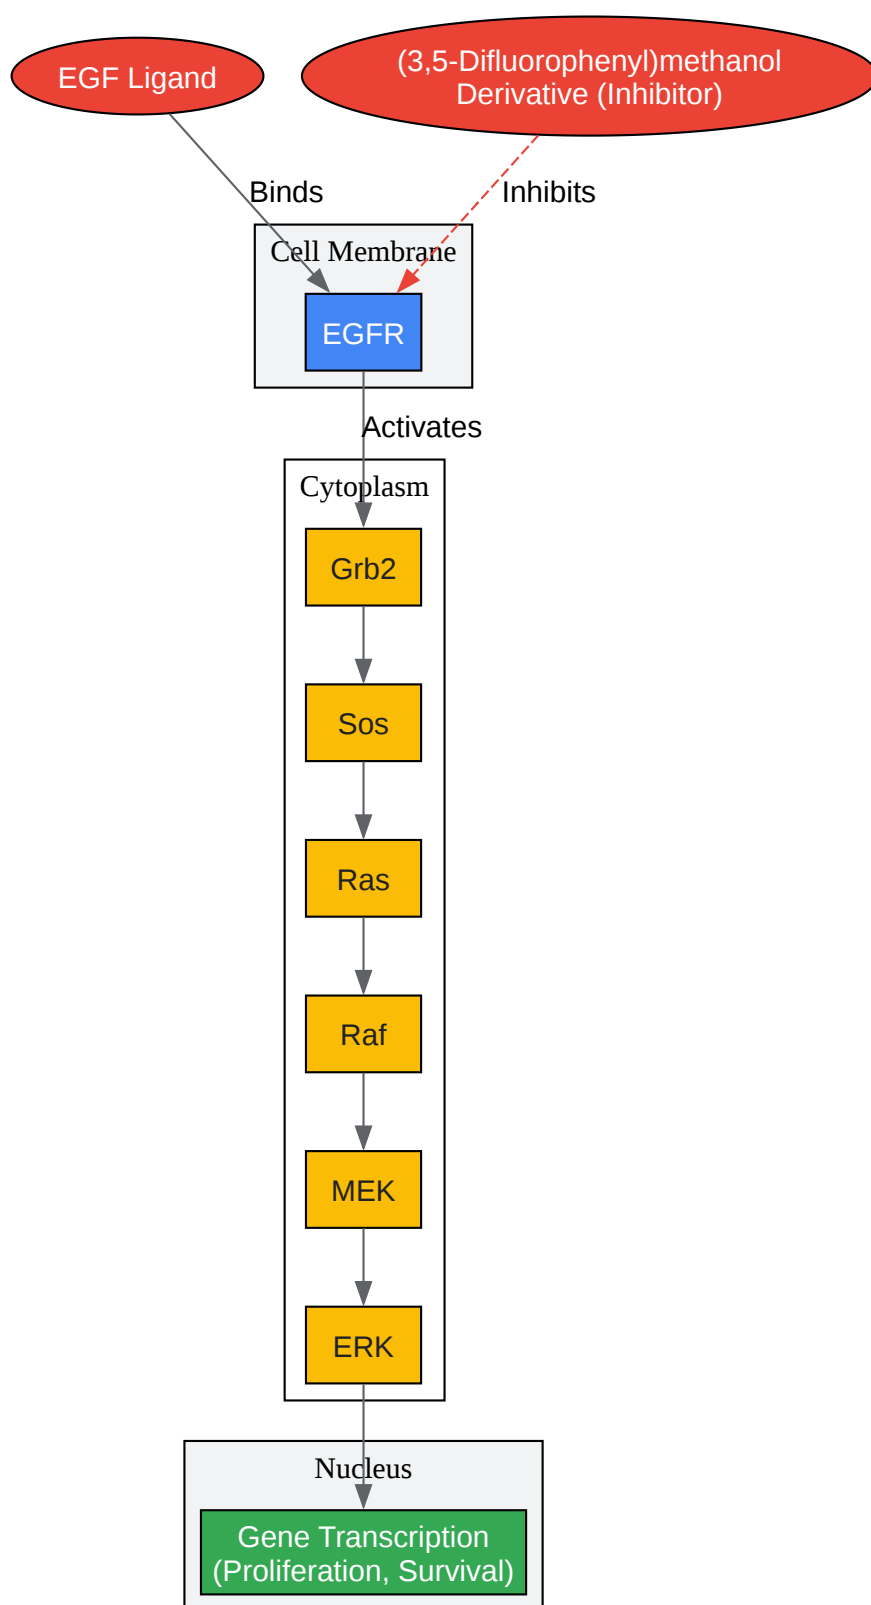 EGF Ligand
(3,5-Difluorophenyl)methanol
Derivative (Inhibitor)
Binds
Inhibits
Cell Membrane
EGFR
Activates
Cytoplasm
Grb2
Sos
Ras
Raf
MEK
ERK
Nucleus
Gene Transcription
(Proliferation, Survival)